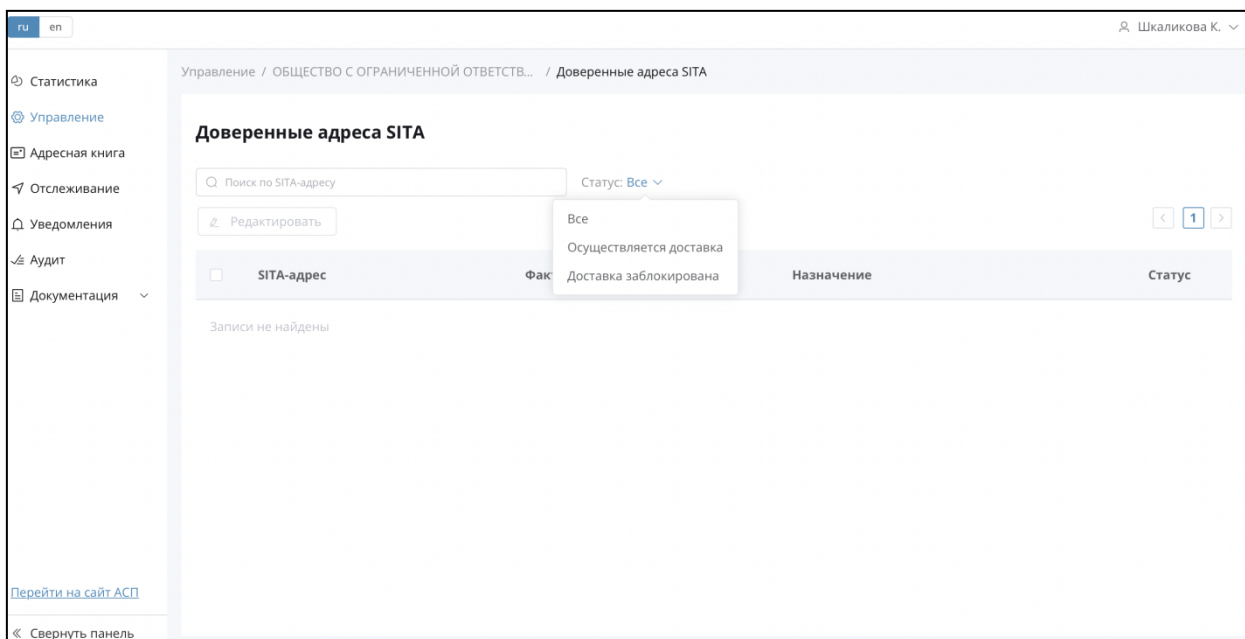 ru en
Шкаликова К.
Статистика
Управление
Адресная книга
Отслеживание
Уведомления
Аудит
Документация
Перейти на сайт АСП
Свернуть панель
Управление / ОБЩЕСТВО С ОГРАНИЧЕННОЙ ОТВЕТСТВ... / Доверенные адреса SITA
Доверенные адреса SITA
Поиск по SITA-адресу
Статус: Все
Редактировать
Все
Осуществляется доставка
Доставка заблокирована
1
SITA-адрес Фак Назначение Статус
Записи не найдены